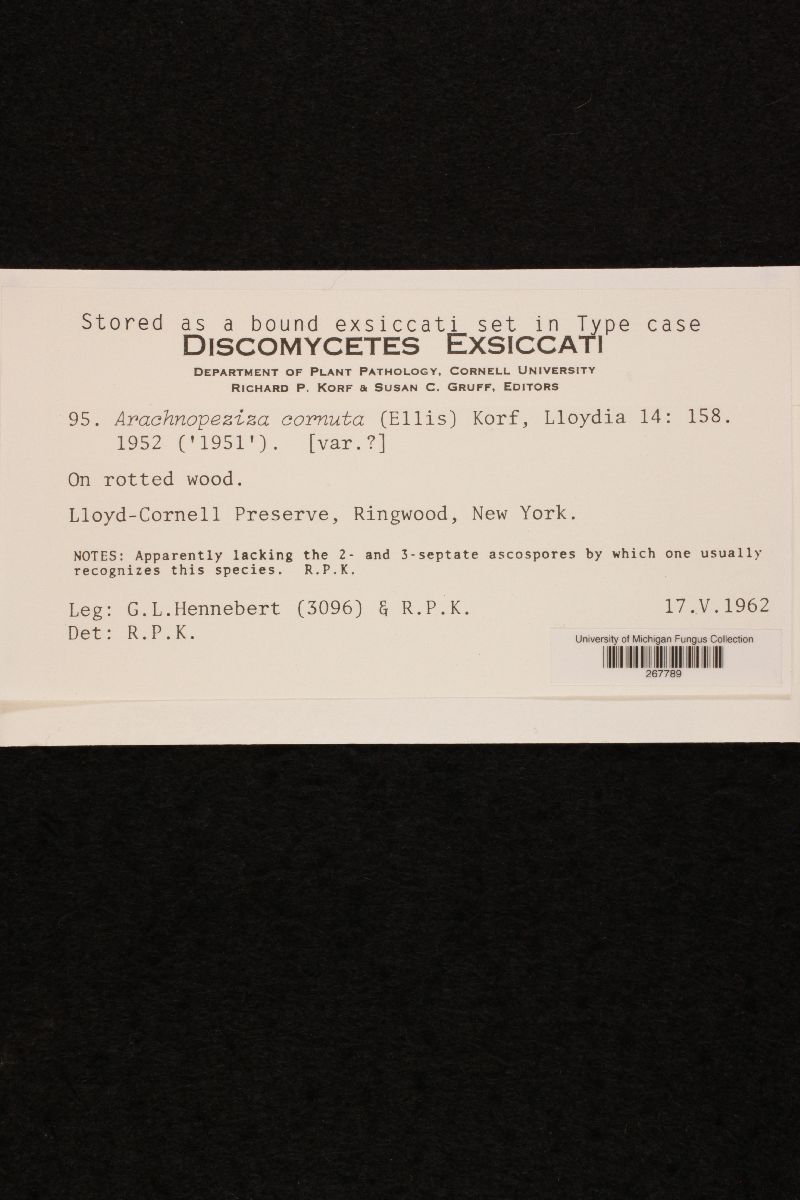 Stored as a bound exsiccati set in Type case
DISCOMYCETES EXSICCATI
DEPARTMENT OF PLANT PATHOLOGY, CORNELL UNIVERSITY
RICHARD P. KORF & SUSAN C. GRUFF, EDITORS
95. Arachnopeziza cornuta (Ellis) Korf, Lloydia 14: 158.
1952 ('1951'). [var.?]
On rotted wood.
Lloyd-Cornell Preserve, Ringwood, New York.
NOTES: Apparently lacking the 2- and 3-septate ascospores by which one usually
recognizes this species. R.P.K.
Leg: G.L.Hennebert (3096) & R.P.K. 17.V.1962
Det: R.P.K.
University of Michigan Fungus Collection
267789